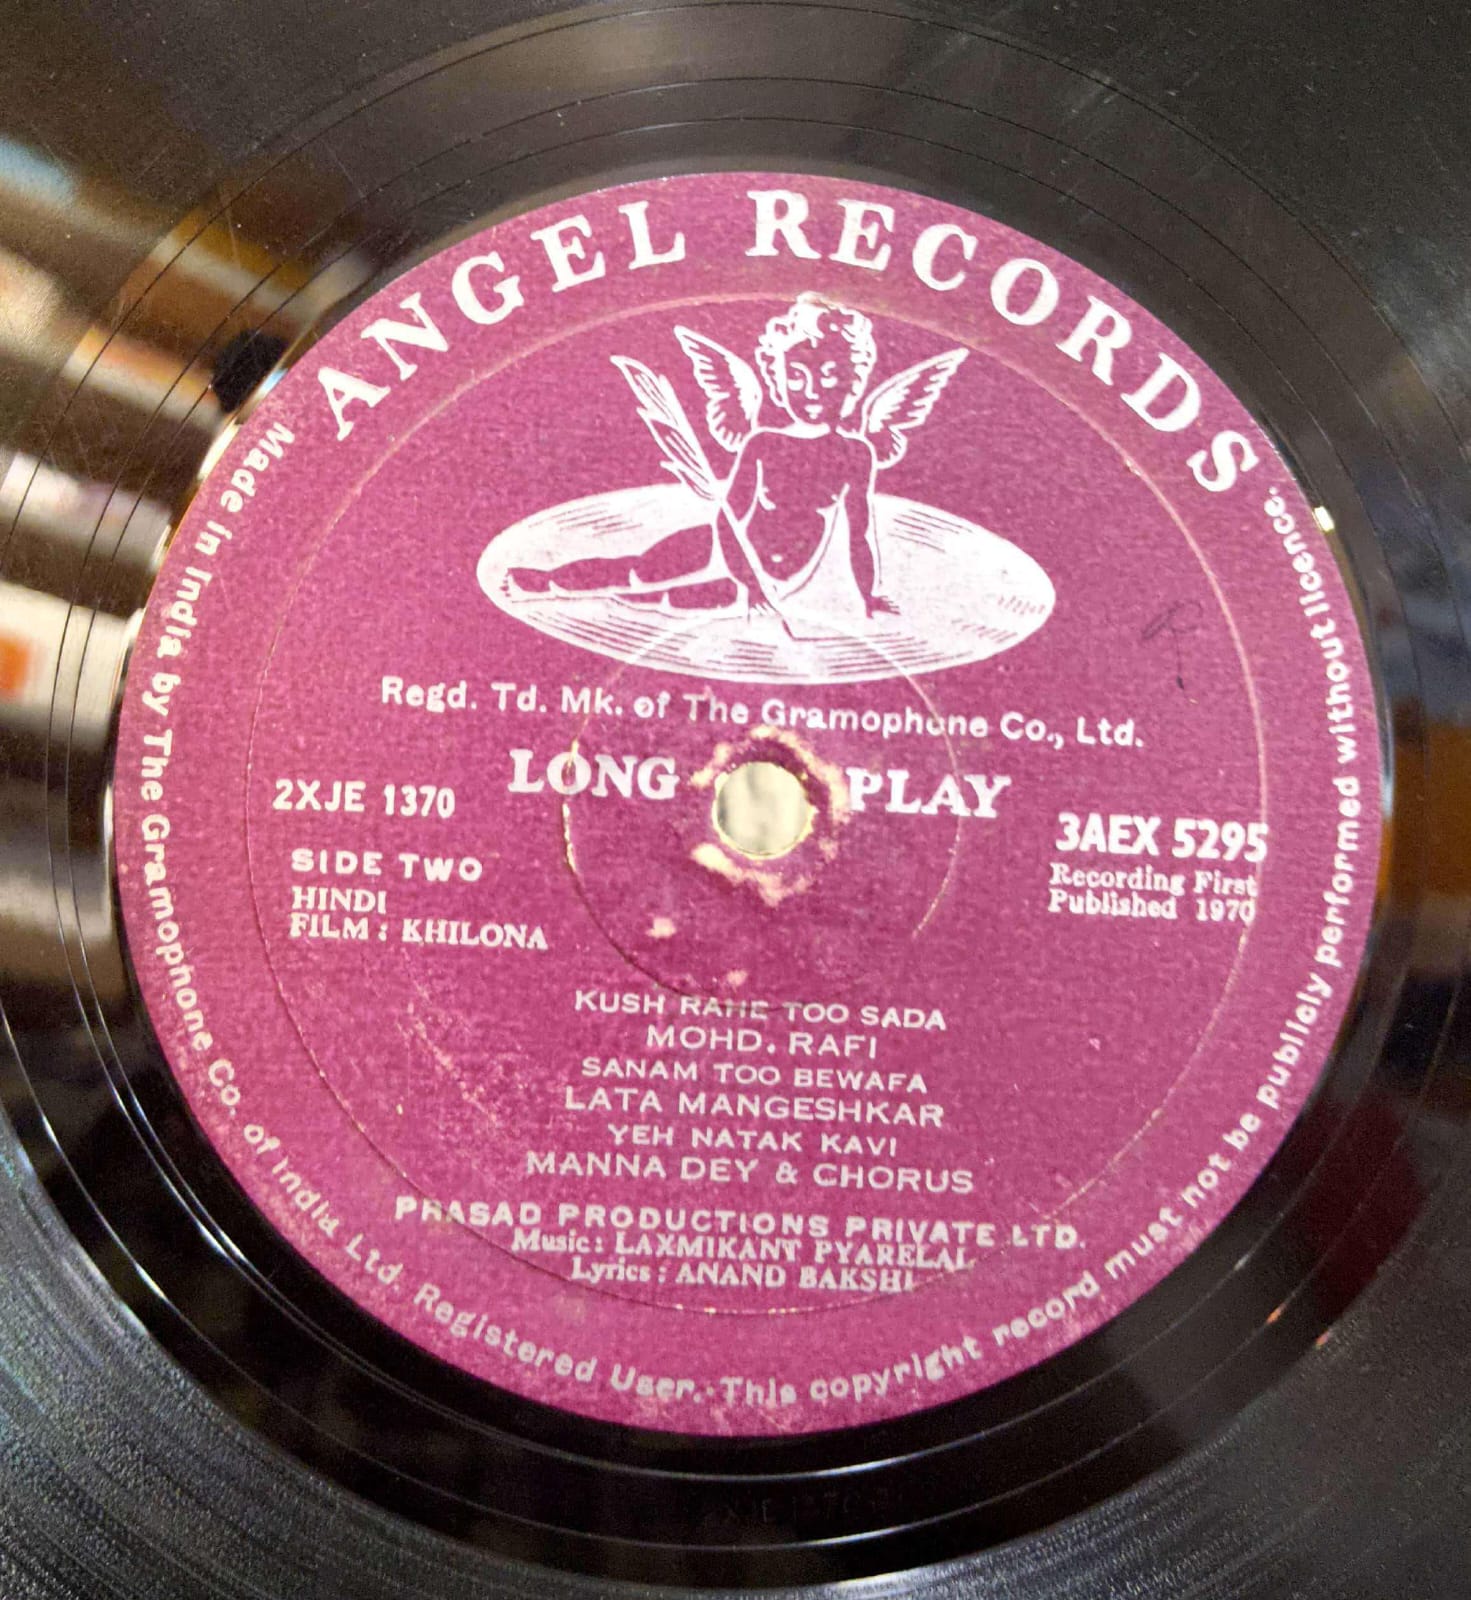 ANGEL RECORDS
Regd. Td. Mk. of The Gramophone Co., Ltd.
LONG PLAY
2XJE 1370
3AEX 5295
Recording First
Published 1970
SIDE TWO
HINDI
FILM : KHILONA
KUSH RAHE TOO SADA
MOHD. RAFI
SANAM TOO BEWAFA
LATA MANGESHKAR
YEH NATAK KAVI
MANNA DEY & CHORUS
PRASAD PRODUCTIONS PRIVATE LTD.
Music : LAXMIKANT PYARELAL
Lyrics : ANAND BAKSHI
Made in India by The Gramophone Co. of India Ltd. Registered User. · This copyright record must not be publicly performed without licence.